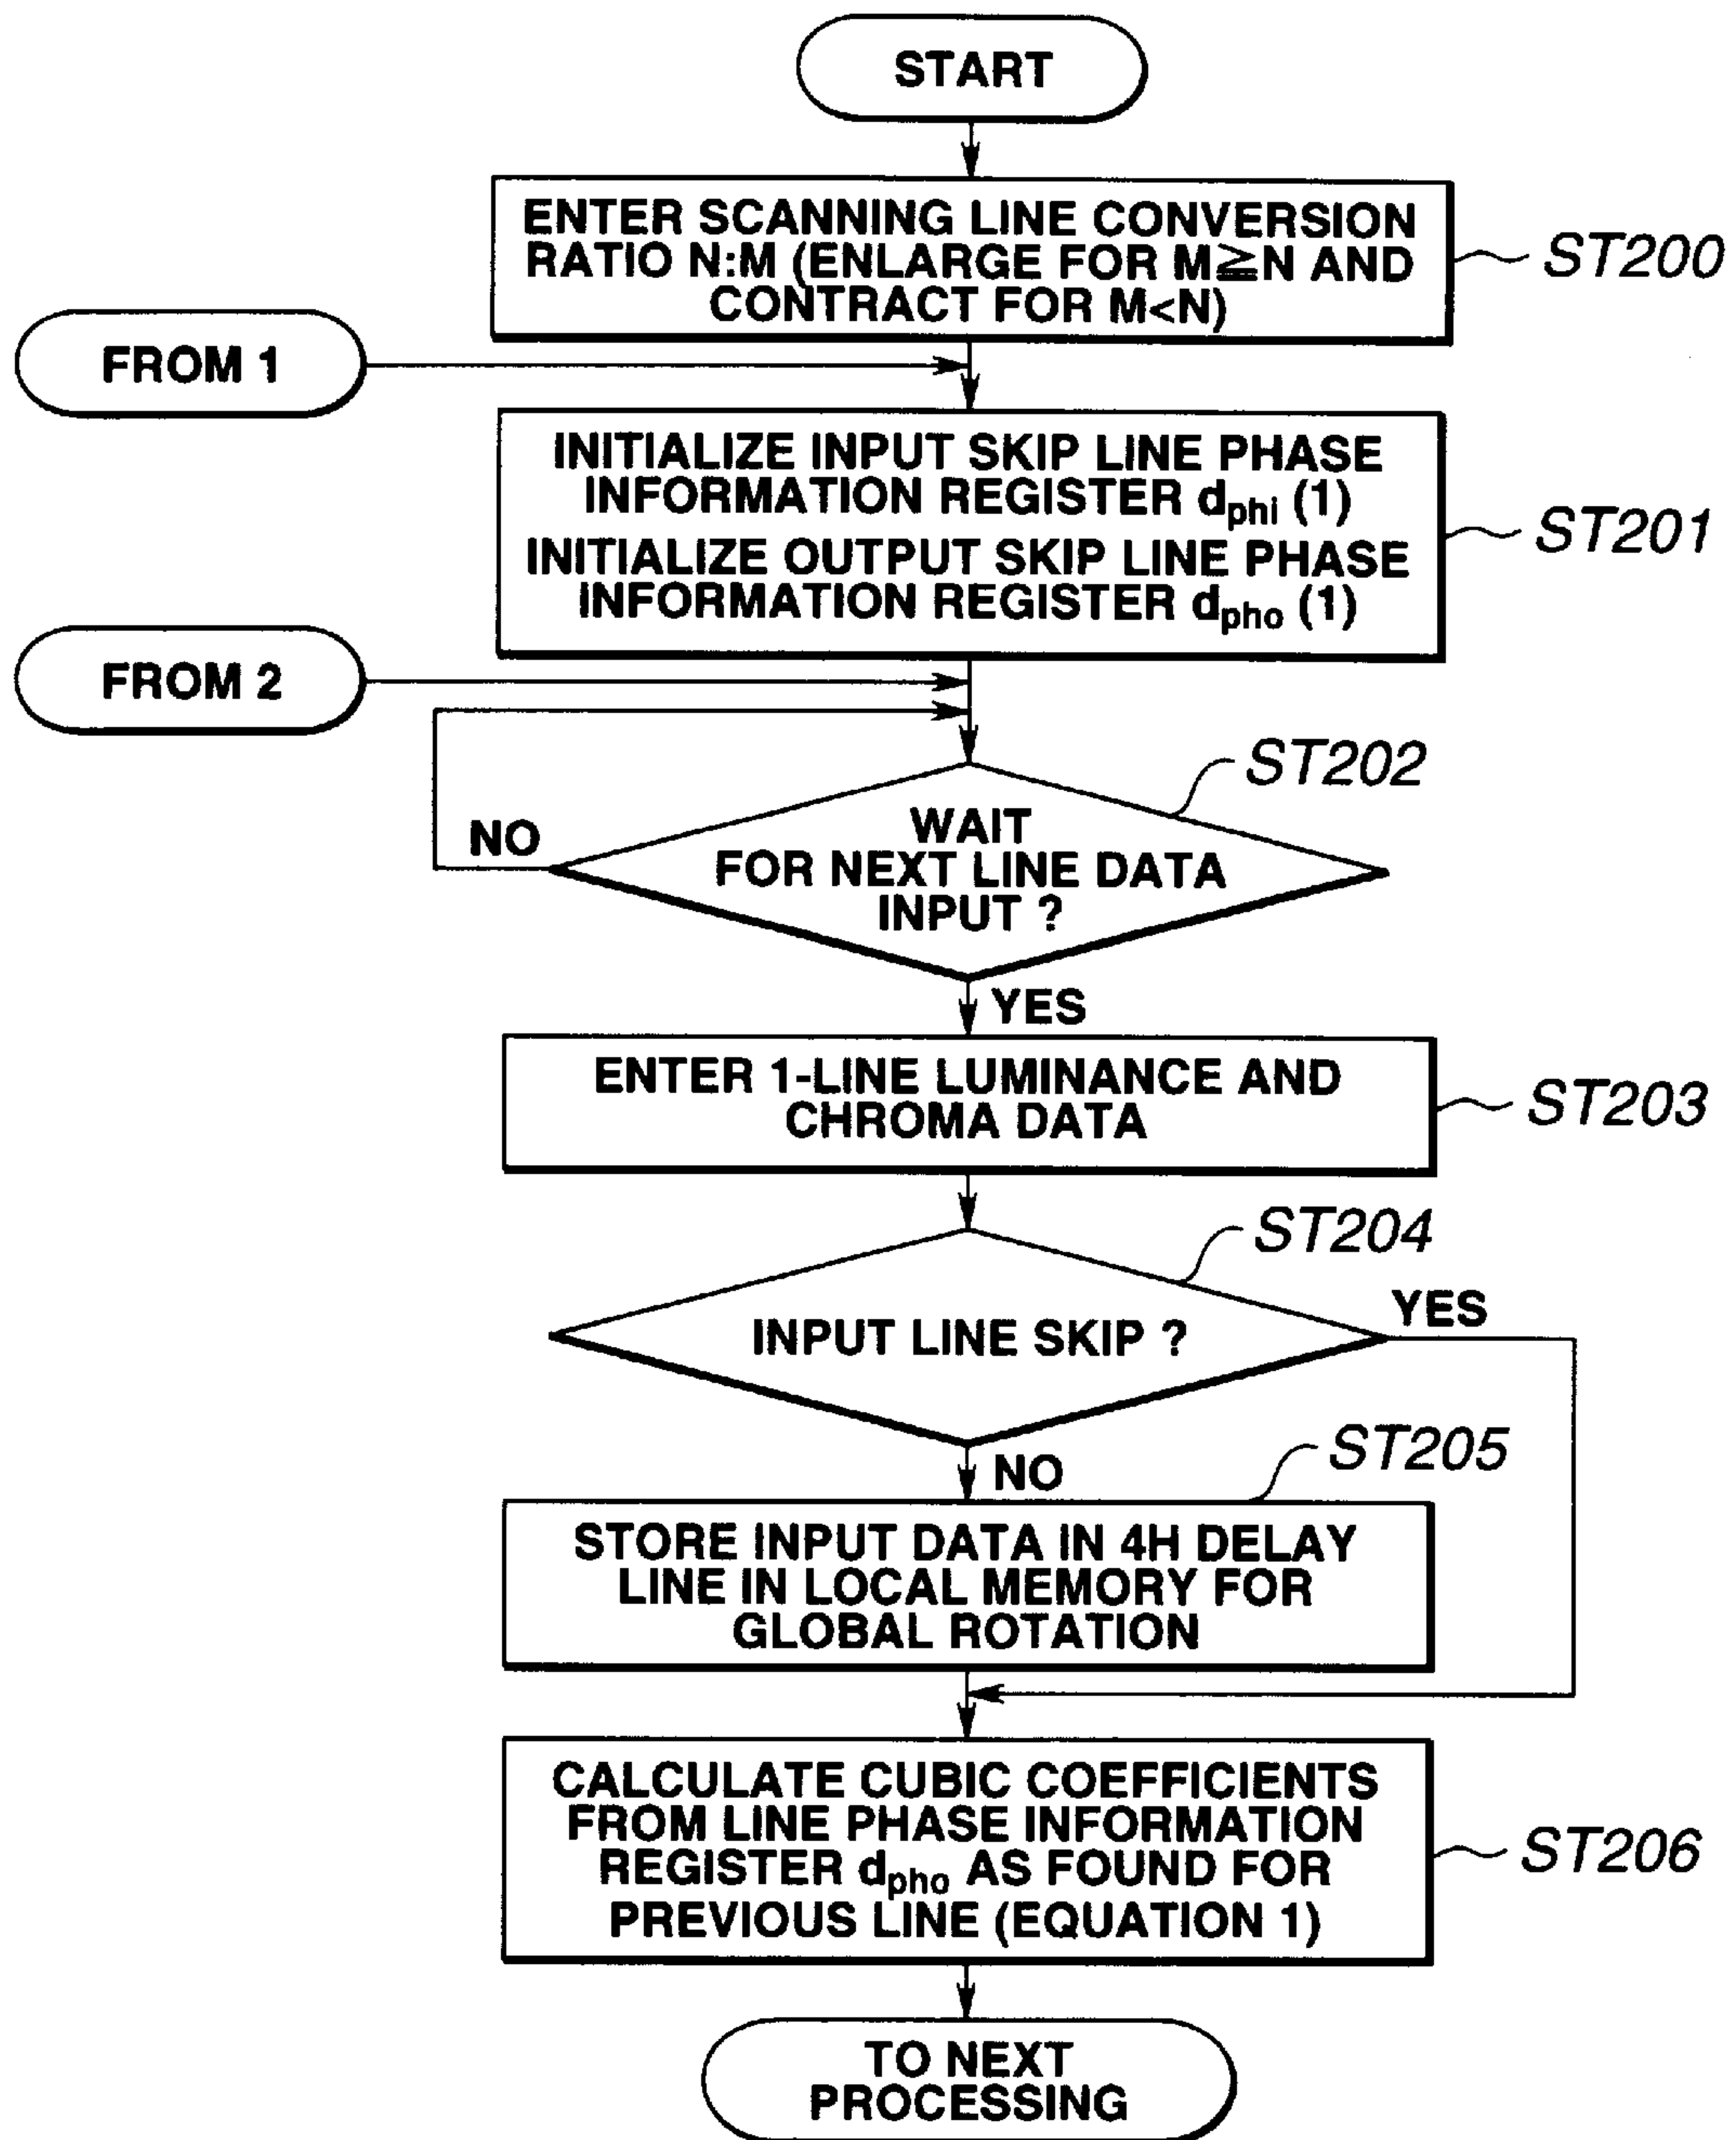 START
ENTER SCANNING LINE CONVERSION
RATIO N:M (ENLARGE FOR M≧N AND
CONTRACT FOR M<N)
ST200
FROM 1
INITIALIZE INPUT SKIP LINE PHASE
INFORMATION REGISTER dphi (1)
INITIALIZE OUTPUT SKIP LINE PHASE
INFORMATION REGISTER dpho (1)
ST201
FROM 2
ST202
NO
WAIT
FOR NEXT LINE DATA
INPUT ?
YES
ENTER 1-LINE LUMINANCE AND
CHROMA DATA
ST203
ST204
YES
INPUT LINE SKIP ?
ST205
NO
STORE INPUT DATA IN 4H DELAY
LINE IN LOCAL MEMORY FOR
GLOBAL ROTATION
CALCULATE CUBIC COEFFICIENTS
FROM LINE PHASE INFORMATION
REGISTER dpho AS FOUND FOR
PREVIOUS LINE (EQUATION 1)
ST206
TO NEXT
PROCESSING